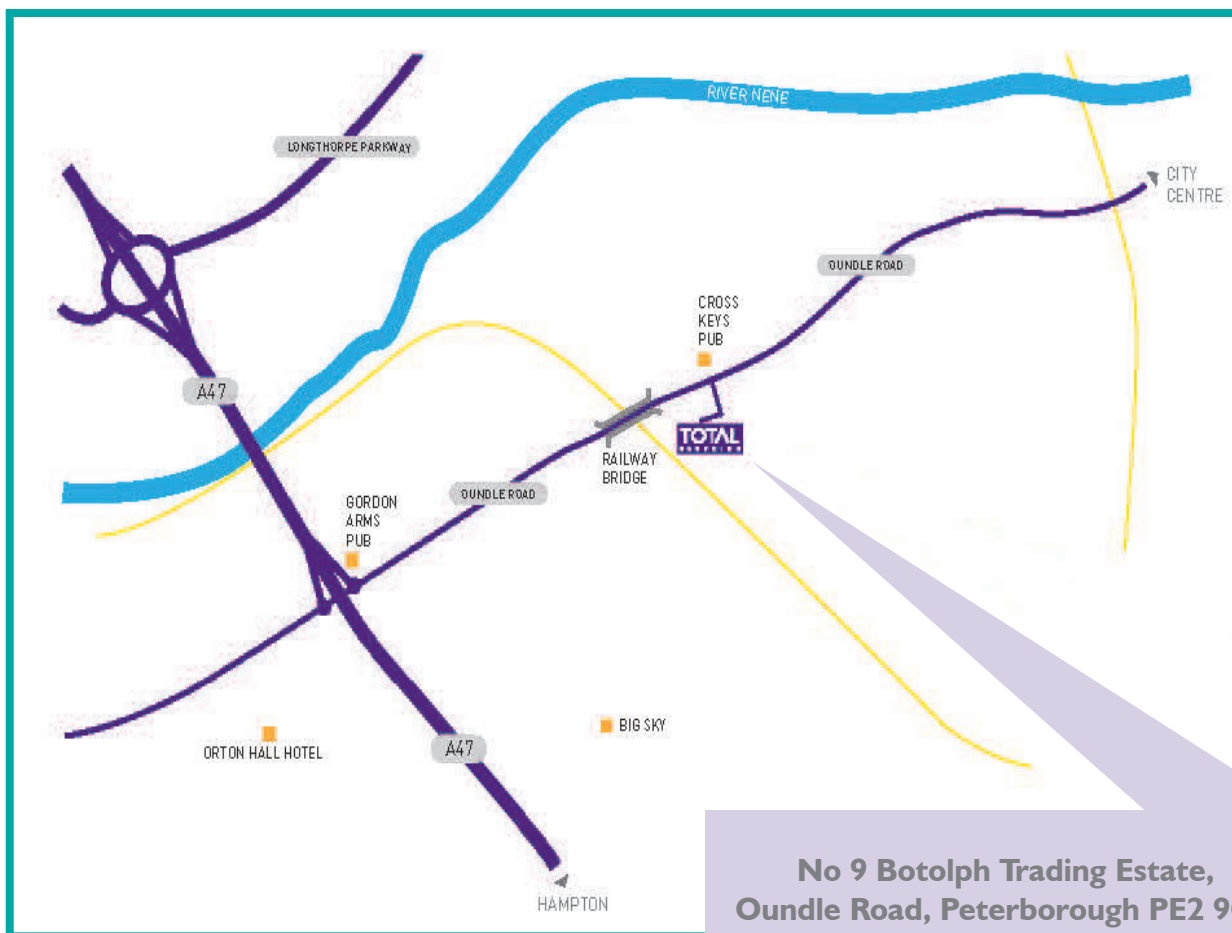 RIVER NENE
LONGTHORPE PARKWAY
CITY
CENTRE
OUNDLE ROAD
CROSS
KEYS
PUB
A47
TOTAL
RAILWAY
BRIDGE
OUNDLE ROAD
GORDON
ARMS
PUB
BIG SKY
ORTON HALL HOTEL
A47
HAMPTON
No 9 Botolph Trading Estate,
Oundle Road, Peterborough PE2